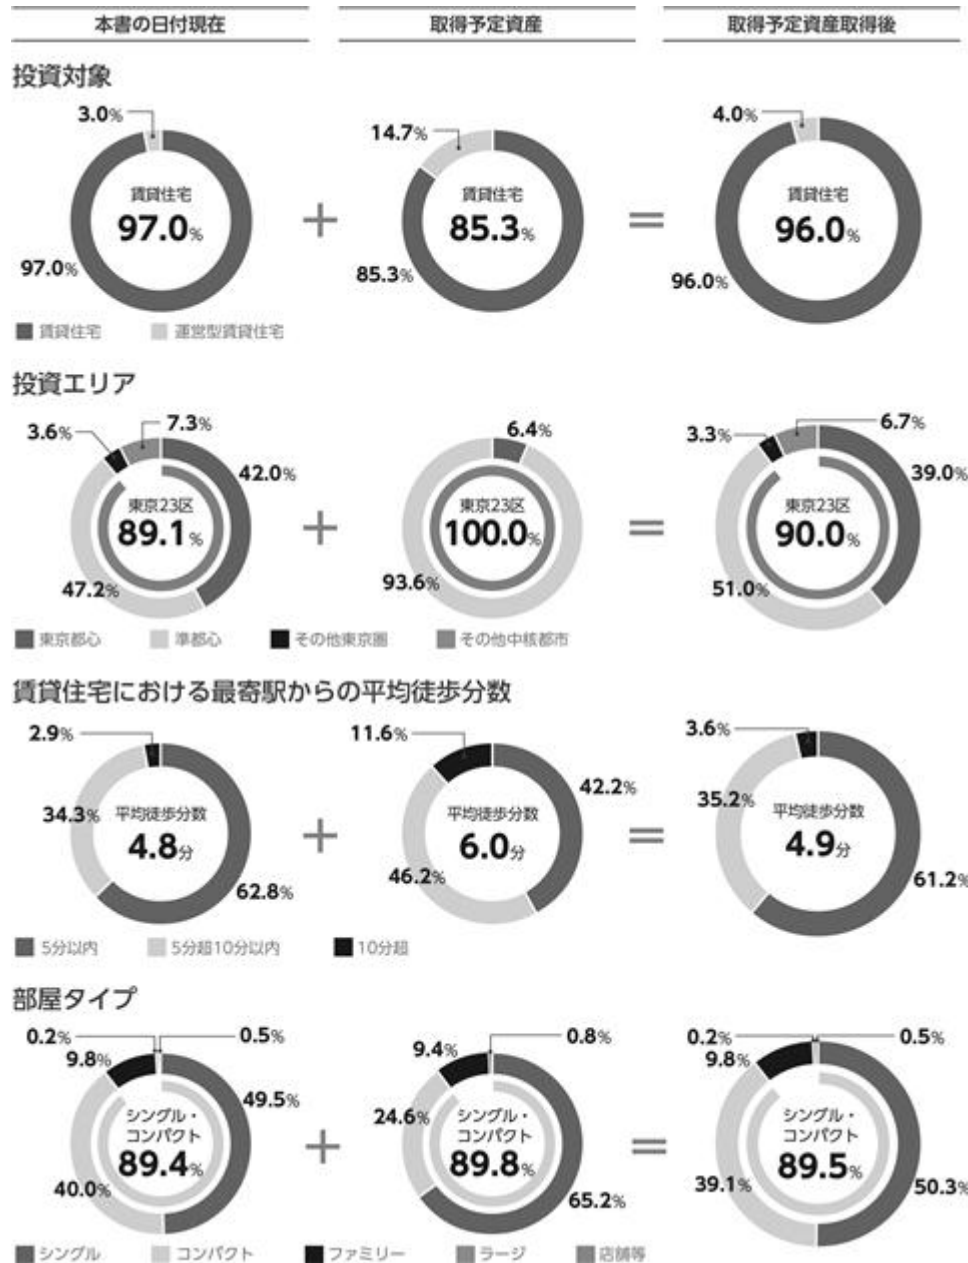 本書の日付現在 取得予定資産 取得予定資産取得後
投資対象
3.0% 14.7% 4.0%
賃貸住宅 賃貸住宅 賃貸住宅
97.0% + 85.3% = 96.0%
97.0% 85.3% 96.0%
賃貸住宅 運営型賃貸住宅
投資エリア
3.6% 7.3% 6.4% 3.3% 6.7%
42.0% 39.0%
東京23区 東京23区 東京23区
89.1% + 100.0% = 90.0%
47.2% 93.6% 51.0%
東京都心 準都心 その他東京圏 その他中核都市
賃貸住宅における最寄駅からの平均徒歩分数
2.9% 11.6% 3.6%
34.3% 42.2% 35.2%
平均徒歩分数 平均徒歩分数 平均徒歩分数
4.8分 + 6.0分 = 4.9分
62.8% 46.2% 61.2%
5分以内 5分超10分以内 10分超
部屋タイプ
0.2% 0.5% 0.8% 0.2% 0.5%
9.8% 9.4% 9.8%
49.5% 24.6%
シングル・ シングル・ シングル・
コンパクト コンパクト コンパクト
89.4% + 89.8% = 89.5%
40.0% 65.2% 39.1% 50.3%
シングル コンパクト ファミリー ラージ 店舗等